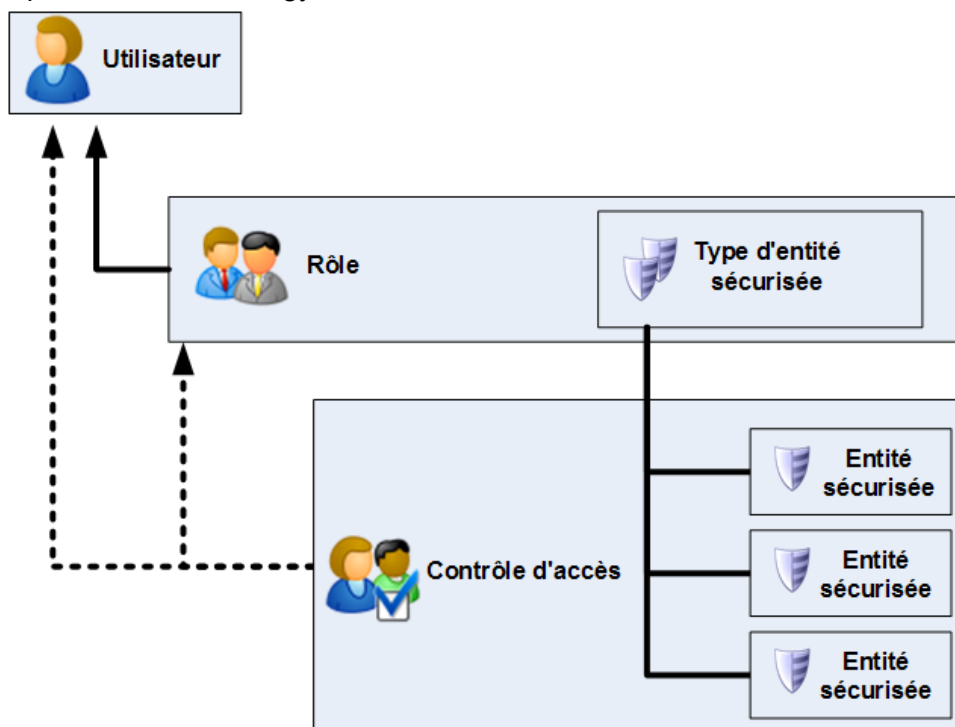 Utilisateur
Rôle
Type d'entité
sécurisée
Contrôle d'accès
Entité
sécurisée
Entité
sécurisée
Entité
sécurisée